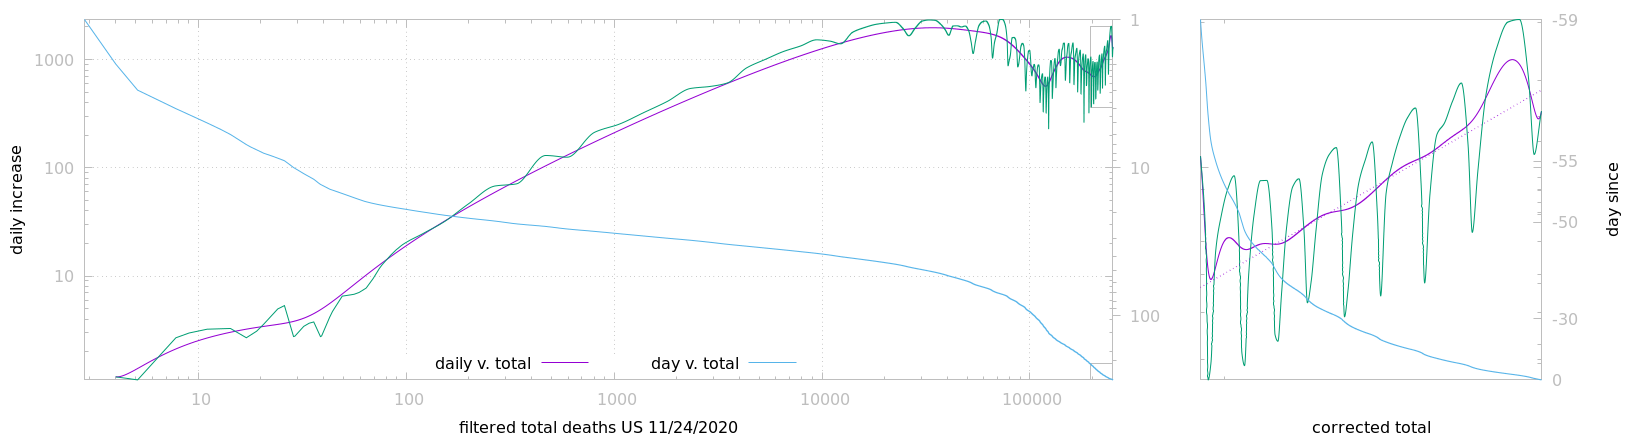 1000
100
10
daily increase
10
100
1000
10000
100000
filtered total deaths US 11/24/2020
daily v. total
day v. total
1
10
100
-59
-55
-50
-30
0
day since
corrected total